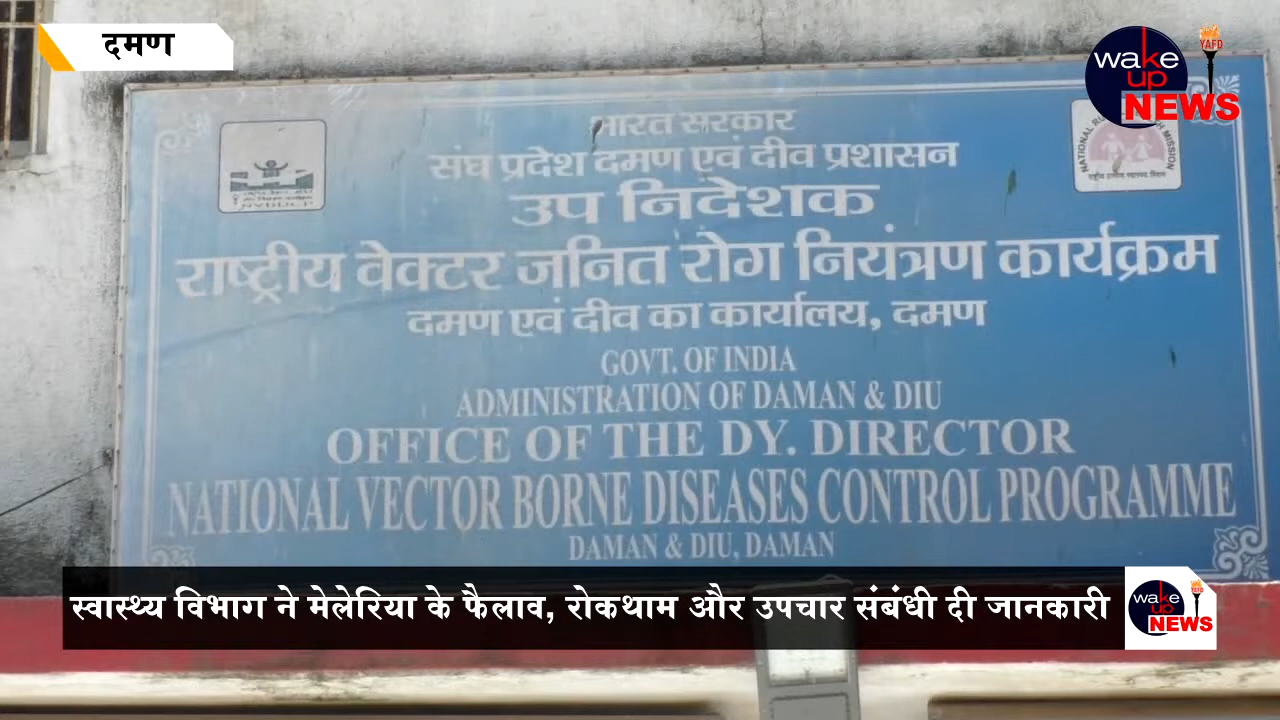 दमण
wake up NEWS
YAFD
भारत सरकार
संघ प्रदेश दमण एवं दीव प्रशासन
उप निदेशक
राष्ट्रीय वेक्टर जनित रोग नियंत्रण कार्यक्रम
दमण एवं दीव का कार्यालय, दमण
GOVT. OF INDIA
ADMINISTRATION OF DAMAN & DIU
OFFICE OF THE DY. DIRECTOR
NATIONAL VECTOR BORNE DISEASES CONTROL PROGRAMME
DAMAN & DIU, DAMAN
स्वास्थ्य विभाग ने मेलेरिया के फैलाव, रोकथाम और उपचार संबंधी दी जानकारी
wake up NEWS